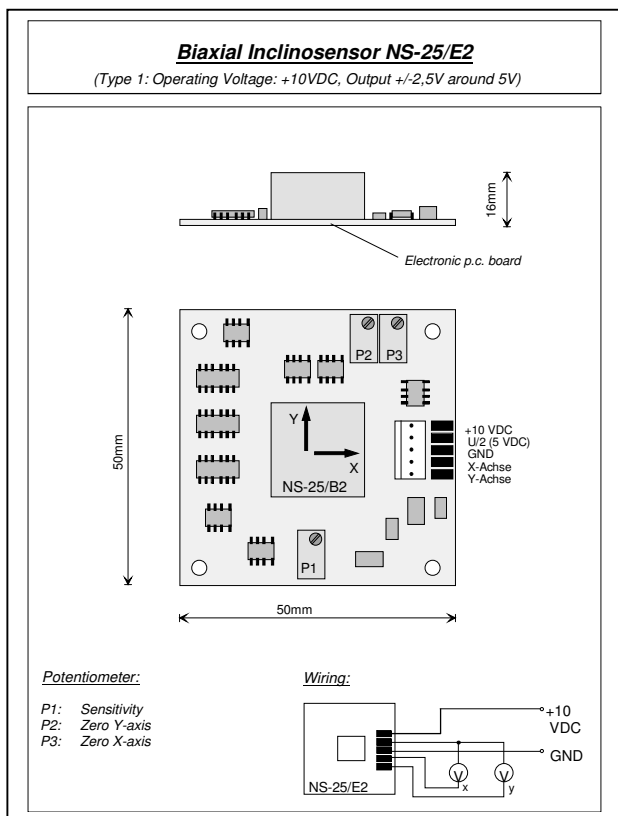 Biaxial Inclinosensor NS-25/E2
(Type 1: Operating Voltage: +10VDC, Output +/-2,5V around 5V)
16mm
Electronic p.c. board
P2 P3
50mm
Y
X
NS-25/B2
+10 VDC
U/2 (5 VDC)
GND
X-Achse
Y-Achse
P1
50mm
Potentiometer:
P1: Sensitivity
P2: Zero Y-axis
P3: Zero X-axis
Wiring:
+10
VDC
GND
V x
V y
NS-25/E2